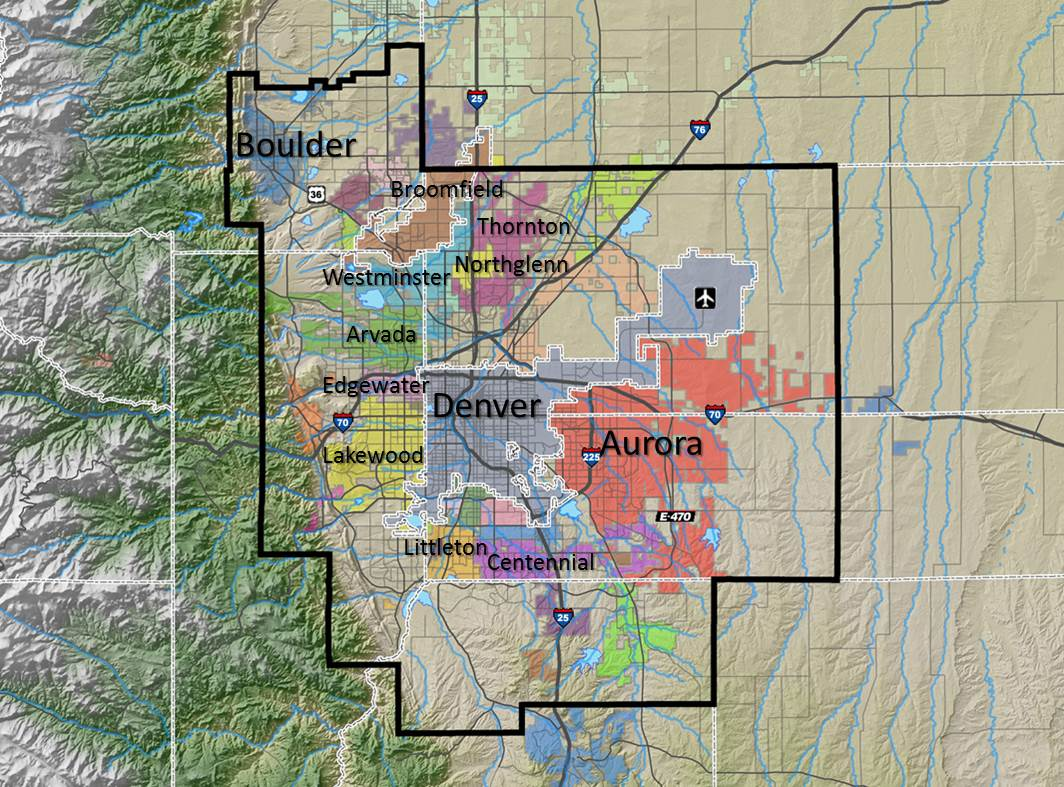 25
76
Boulder
36
Broomfield
Thornton
Northglenn
Westminster
Arvada
Edgewater
Denver
70
70
Aurora
Lakewood
225
E-470
Littleton
Centennial
25